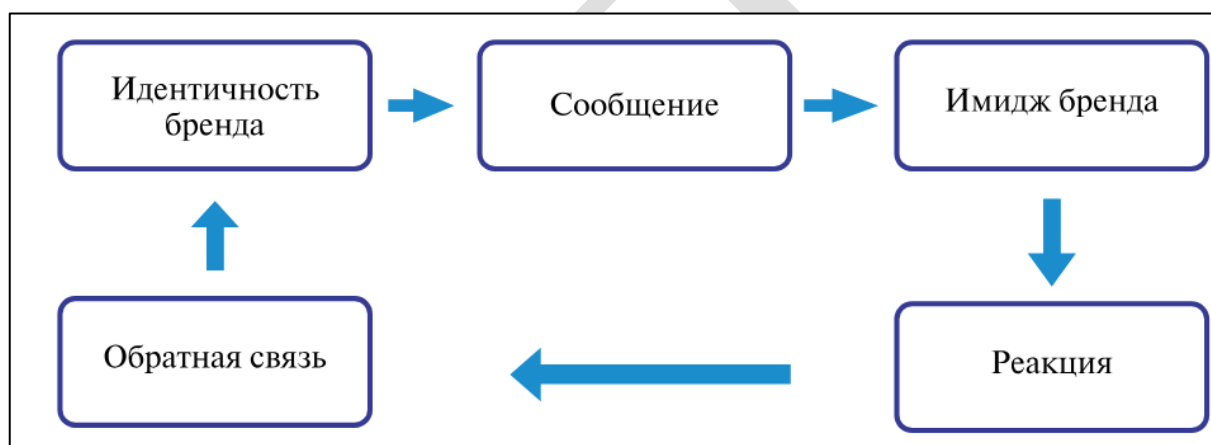 Идентичность
бренда
Сообщение
Имидж бренда
Обратная связь
Реакция